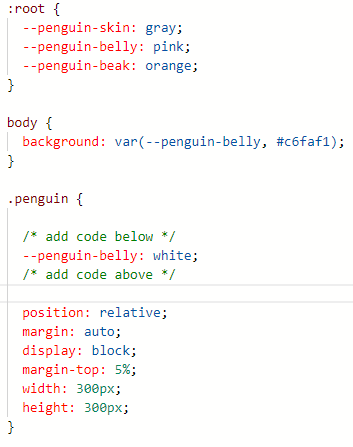 :root {
--penguin-skin: gray;
--penguin-belly: pink;
--penguin-beak: orange;
}
body {
background: var(--penguin-belly, #c6faf1);
}
.penguin {
/* add code below */
--penguin-belly: white;
/* add code above */
position: relative;
margin: auto;
display: block;
margin-top: 5%;
width: 300px;
height: 300px;
}